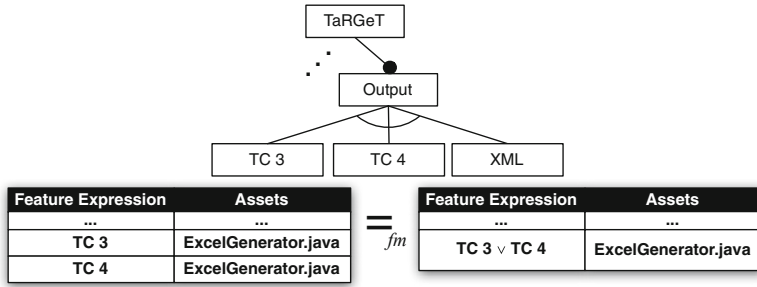 TaRGeT
Output
TC 3
TC 4
XML
Feature Expression Assets
... ...
TC 3 ExcelGenerator.java
TC 4 ExcelGenerator.java
=fm
Feature Expression Assets
... ...
TC 3 ∨ TC 4 ExcelGenerator.java